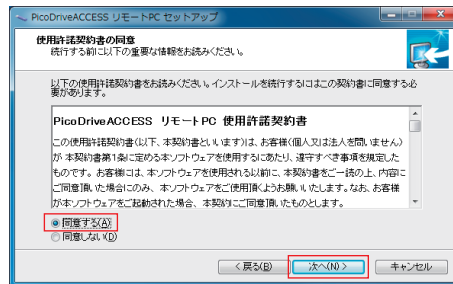 PicoDriveACCESS リモートPC セットアップ
使用許諾契約書の同意
続行する前に以下の重要な情報をお読みください。
以下の使用許諾契約書をお読みください。インストールを続行するにはこの契約書に同意する必
要があります。
PicoDriveACCESS リモートPC 使用許諾契約書
この使用許諾契約書(以下、本契約書といいます)は、お客様(個人又は法人を問いません)
が 本契約書第1条に定める本ソフトウェアを使用するにあたり、遵守すべき事項を規定した
ものです。お客様には、本ソフトウェアを使用される以前に、本契約書をご一読の上、内容に
ご同意頂いた場合にのみ、本ソフトウェアをご使用頂くようお願いいたします。なお、お客様
が本ソフトウェアをご起動された場合、本契約にご同意頂いたものとします。
同意する(A)
同意しない(D)
< 戻る(B)
次へ(N) >
キャンセル